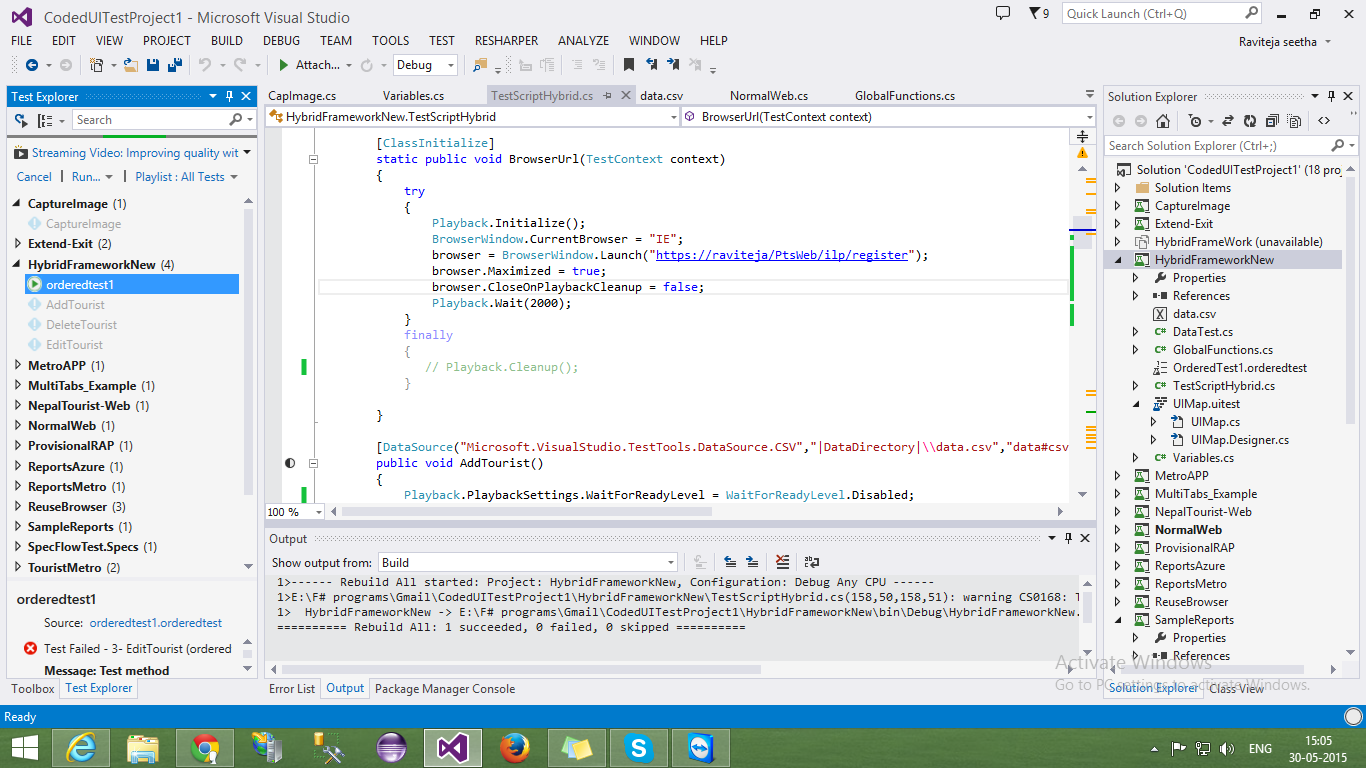 CodedUITestProject1 - Microsoft Visual Studio
9
Quick Launch (Ctrl+Q)
FILE EDIT VIEW PROJECT BUILD DEBUG TEAM TOOLS TEST RESHARPER ANALYZE WINDOW HELP
Raviteja seetha
Attach... Debug
Test Explorer
Search
Streaming Video: Improving quality wit
Cancel | Run... | Playlist : All Tests
CaptureImage (1)
CaptureImage
Extend-Exit (2)
HybridFrameworkNew (4)
orderedtest1
AddTourist
DeleteTourist
EditTourist
MetroAPP (1)
MultiTabs_Example (1)
NepalTourist-Web (1)
NormalWeb (1)
ProvisionalRAP (1)
ReportsAzure (1)
ReportsMetro (1)
ReuseBrowser (3)
SampleReports (1)
SpecFlowTest.Specs (1)
TouristMetro (2)
orderedtest1
Source: orderedtest1.orderedtest
Test Failed - 3- EditTourist (ordered
Message: Test method
Toolbox Test Explorer
CapImage.cs Variables.cs TestScriptHybrid.cs data.csv NormalWeb.cs GlobalFunctions.cs
HybridFrameworkNew.TestScriptHybrid BrowserUrl(TestContext context)
[ClassInitialize]
static public void BrowserUrl(TestContext context)
{
try
{
Playback.Initialize();
BrowserWindow.CurrentBrowser = "IE";
browser = BrowserWindow.Launch("https://raviteja/PtsWeb/ilp/register");
browser.Maximized = true;
browser.CloseOnPlaybackCleanup = false;
Playback.Wait(2000);
}
finally
{
// Playback.Cleanup();
}
}
[DataSource("Microsoft.VisualStudio.TestTools.DataSource.CSV","|DataDirectory|\\data.csv","data#csv
public void AddTourist()
{
Playback.PlaybackSettings.WaitForReadyLevel = WaitForReadyLevel.Disabled;
100 %
Output
Show output from: Build
1>------ Rebuild All started: Project: HybridFrameworkNew, Configuration: Debug Any CPU ------
1>E:\F# programs\Gmail\CodedUITestProject1\HybridFrameworkNew\TestScriptHybrid.cs(158,50,158,51): warning CS0168: T
1>  HybridFrameworkNew -> E:\F# programs\Gmail\CodedUITestProject1\HybridFrameworkNew\bin\Debug\HybridFrameworkNew.
========== Rebuild All: 1 succeeded, 0 failed, 0 skipped ==========
Error List Output Package Manager Console
Solution Explorer
Search Solution Explorer (Ctrl+;)
Solution 'CodedUITestProject1' (18 proj
Solution Items
CaptureImage
Extend-Exit
HybridFrameWork (unavailable)
HybridFrameworkNew
Properties
References
data.csv
DataTest.cs
GlobalFunctions.cs
OrderedTest1.orderedtest
TestScriptHybrid.cs
UIMap.uitest
UIMap.cs
UIMap.Designer.cs
Variables.cs
MetroAPP
MultiTabs_Example
NepalTourist-Web
NormalWeb
ProvisionalRAP
ReportsAzure
ReportsMetro
ReuseBrowser
SampleReports
Properties
References
Activate Windows
Go to PC settings to activate Windows.
Solution Explorer Class View
Ready
ENG
15:05
30-05-2015